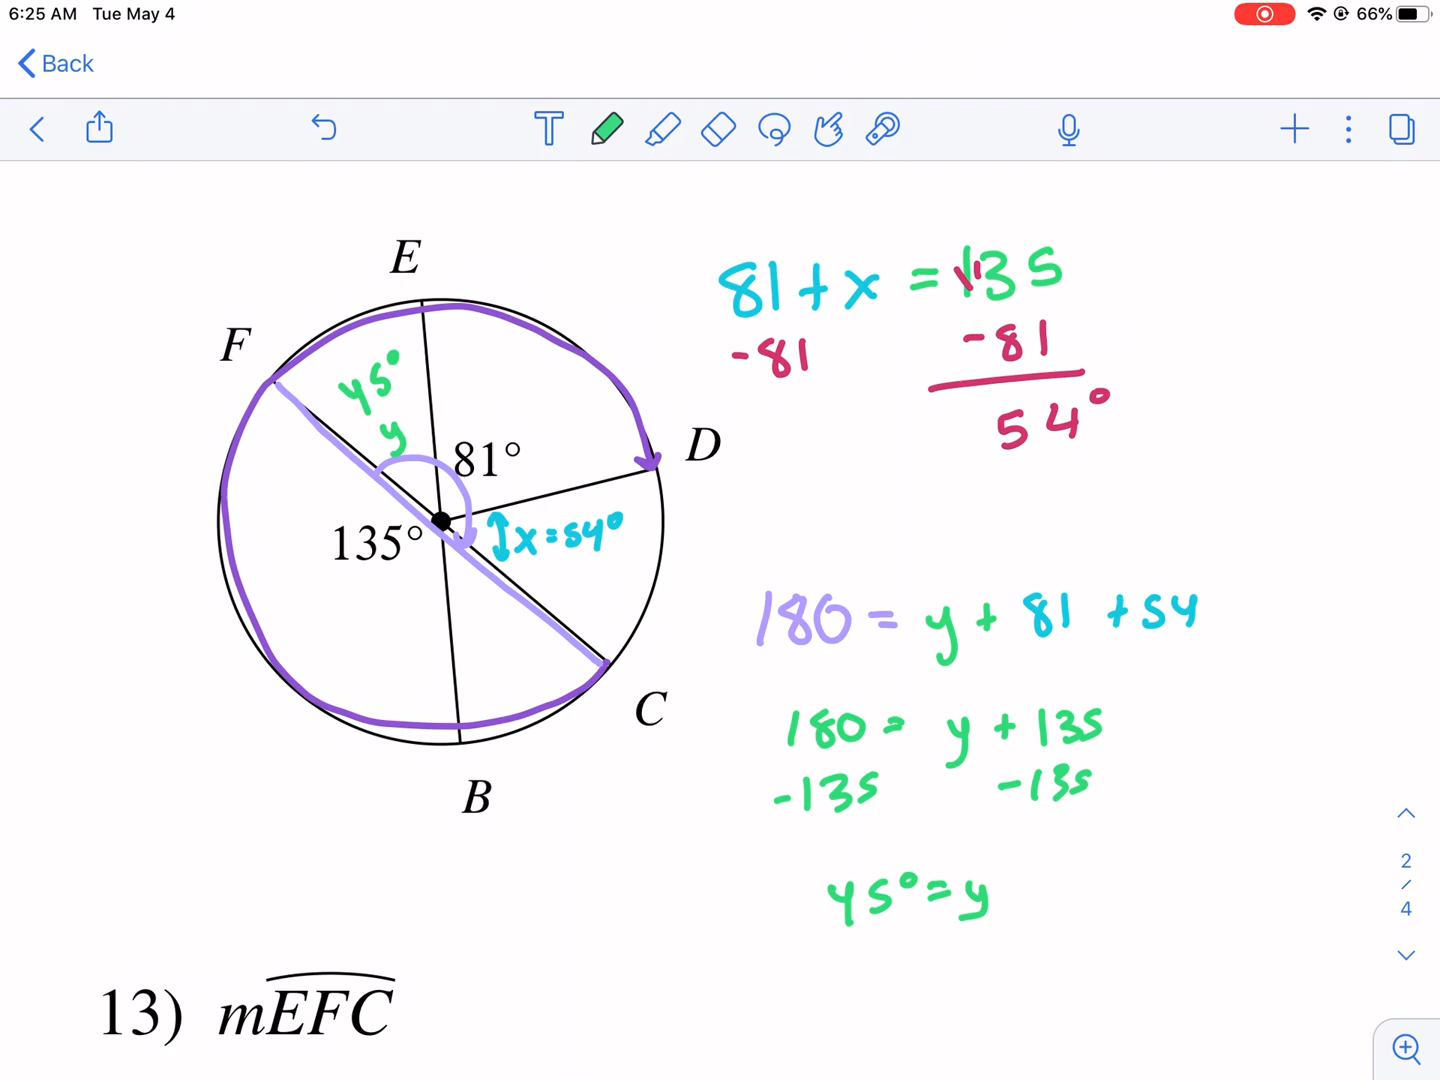 6:25 AM Tue May 4
66%
Back
E
F
D
C
B
45°
y
81°
135°
x=54°
81+x=135
-81 -81
54°
180=y+81+54
180=y+135
-135 -135
45°=y
2
/
4
13) mEFC